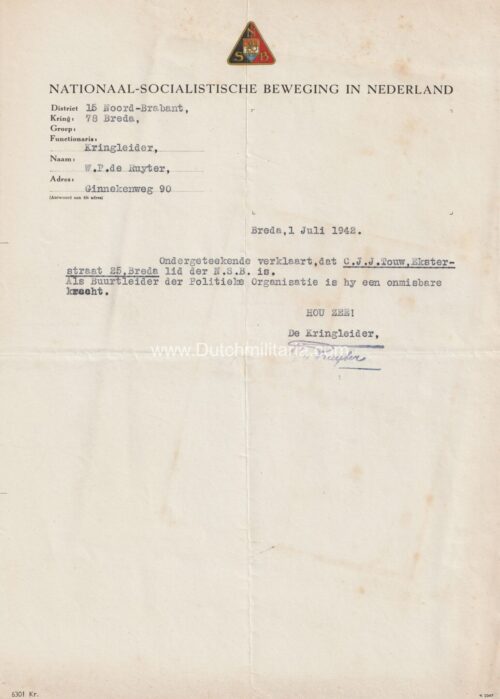 N
S B
NATIONAAL-SOCIALISTISCHE BEWEGING IN NEDERLAND
District 15 Noord-Brabant,
Kring: 78 Breda,
Groep:
Functionaris:
Kringleider,
Naam:
W.P.de Ruyter,
Adres:
Ginnekenweg 90
(Antwoord aan dit adres)
Breda,1 Juli 1942.
Ondergeteekende verklaart,dat C.J.J.Touw,Ekster-
straat 25,Breda lid der N.S.B. is.
Als Buurtleider der Politieke Organisatie is hy een onmisbare
kracht.
HOU ZEE!
De Kringleider,
www.Dutchmilitaria.com
Ruyter
6301 Kr.